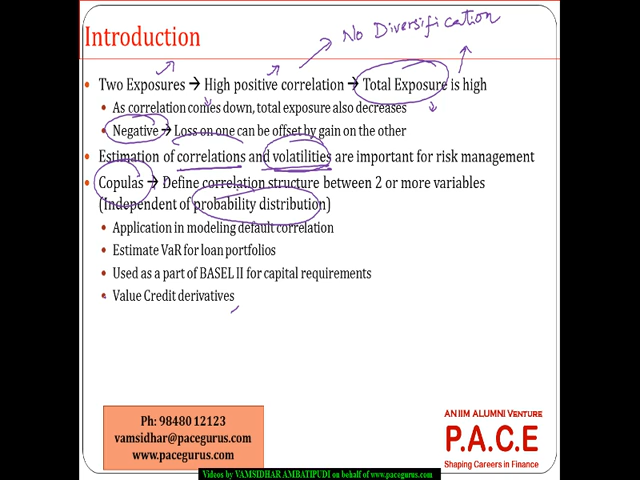 No Diversification
Introduction
Two Exposures → High positive correlation → Total Exposure is high
As correlation comes down, total exposure also decreases
Negative → Loss on one can be offset by gain on the other
Estimation of correlations and volatilities are important for risk management
Copulas → Define correlation structure between 2 or more variables
(Independent of probability distribution)
Application in modeling default correlation
Estimate VaR for loan portfolios
Used as a part of BASEL II for capital requirements
Value Credit derivatives
Ph: 98480 12123
vamsidhar@pacegurus.com
www.pacegurus.com
AN IIM ALUMNI VENTURE
P.A.C.E
Shaping Careers in Finance
Videos by VAMSIDHAR AMBATIPUDI on behalf of www.pacegurus.com